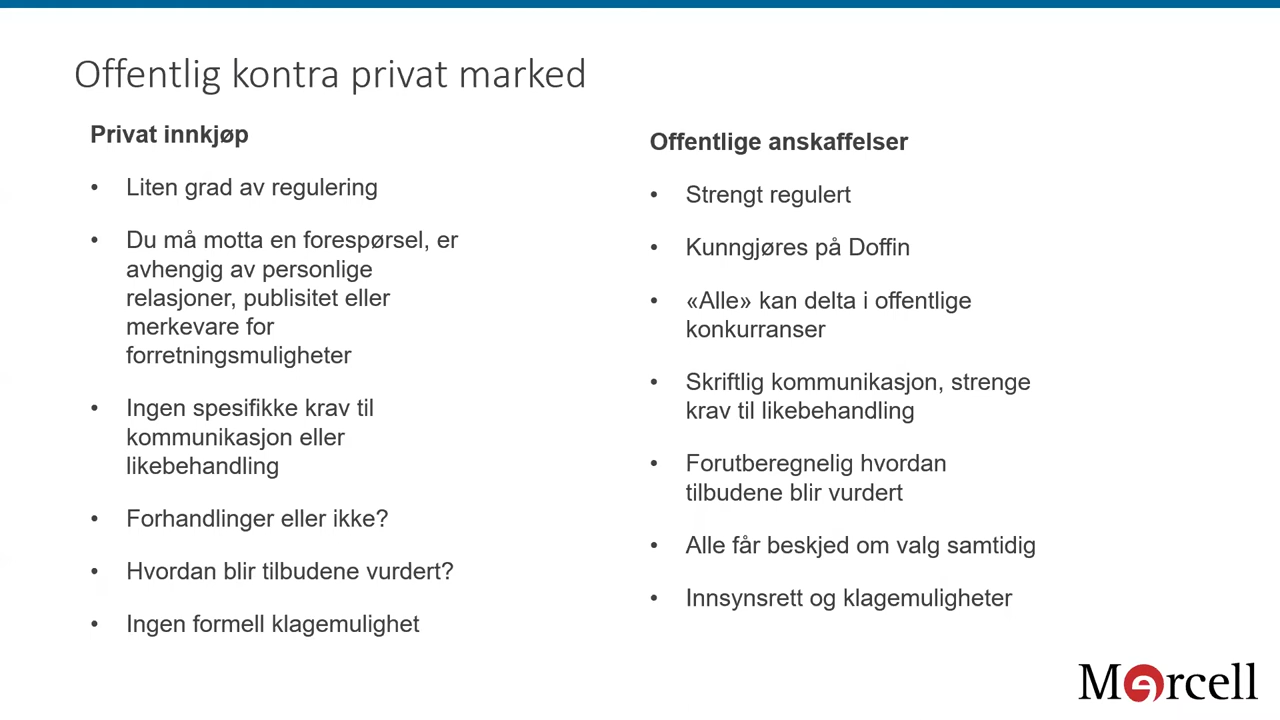 Offentlig kontra privat marked
Privat innkjøp
• Liten grad av regulering
• Du må motta en forespørsel, er
avhengig av personlige
relasjoner, publisitet eller
merkevare for
forretningsmuligheter
• Ingen spesifikke krav til
kommunikasjon eller
likebehandling
• Forhandlinger eller ikke?
• Hvordan blir tilbudene vurdert?
• Ingen formell klagemulighet
Offentlige anskaffelser
• Strengt regulert
• Kunngjøres på Doffin
• «Alle» kan delta i offentlige
konkurranser
• Skriftlig kommunikasjon, strenge
krav til likebehandling
• Forutberegnelig hvordan
tilbudene blir vurdert
• Alle får beskjed om valg samtidig
• Innsynsrett og klagemuligheter
Mercell